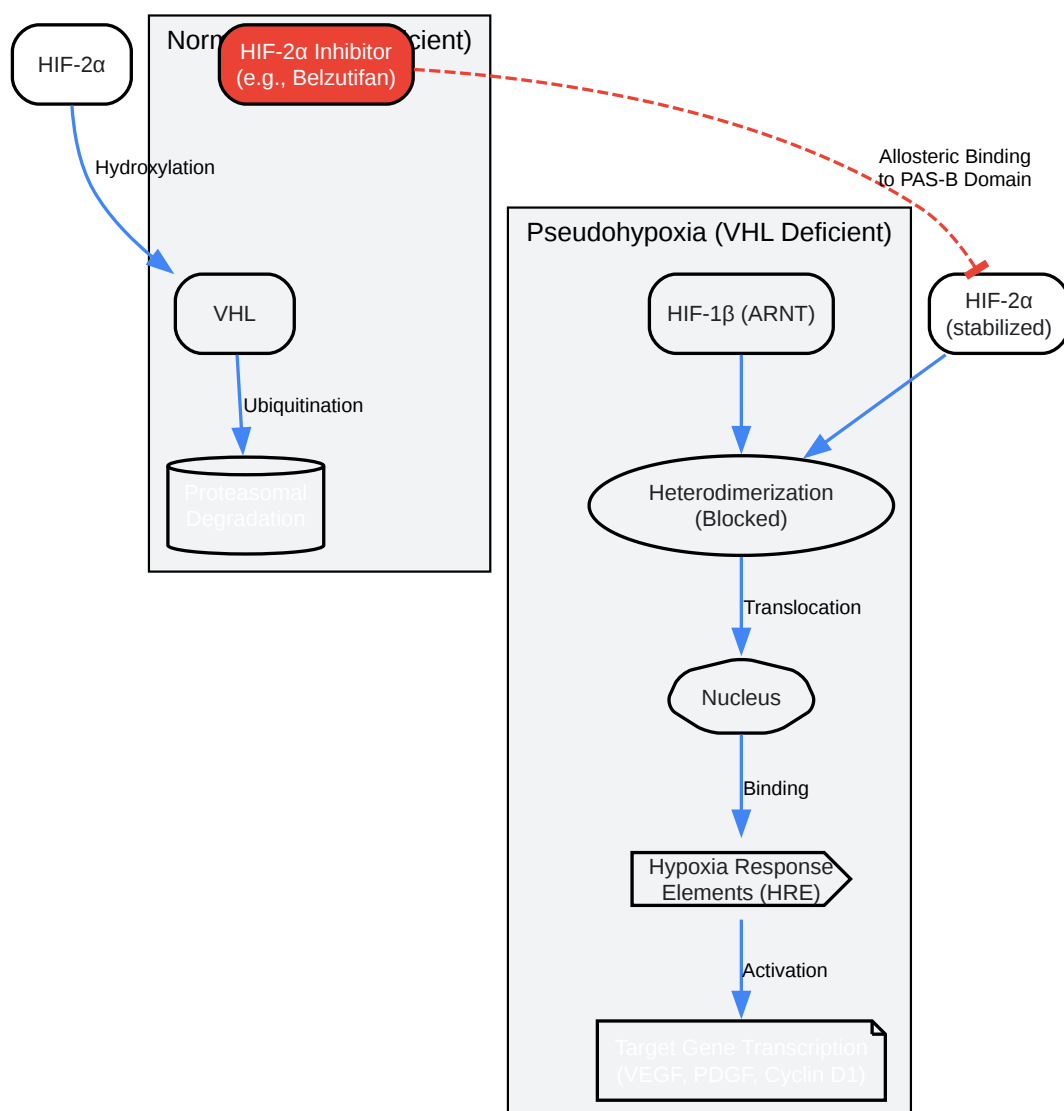 HIF-2α
Norm
icient)
HIF-2α Inhibitor
(e.g., Belzutifan)
Hydroxylation
Allosteric Binding
to PAS-B Domain
Pseudohypoxia (VHL Deficient)
VHL
HIF-1β (ARNT)
HIF-2α
(stabilized)
Ubiquitination
Proteasomal
Degradation
Heterodimerization
(Blocked)
Translocation
Nucleus
Binding
Hypoxia Response
Elements (HRE)
Activation
Target Gene Transcription
(VEGF, PDGF, Cyclin D1)